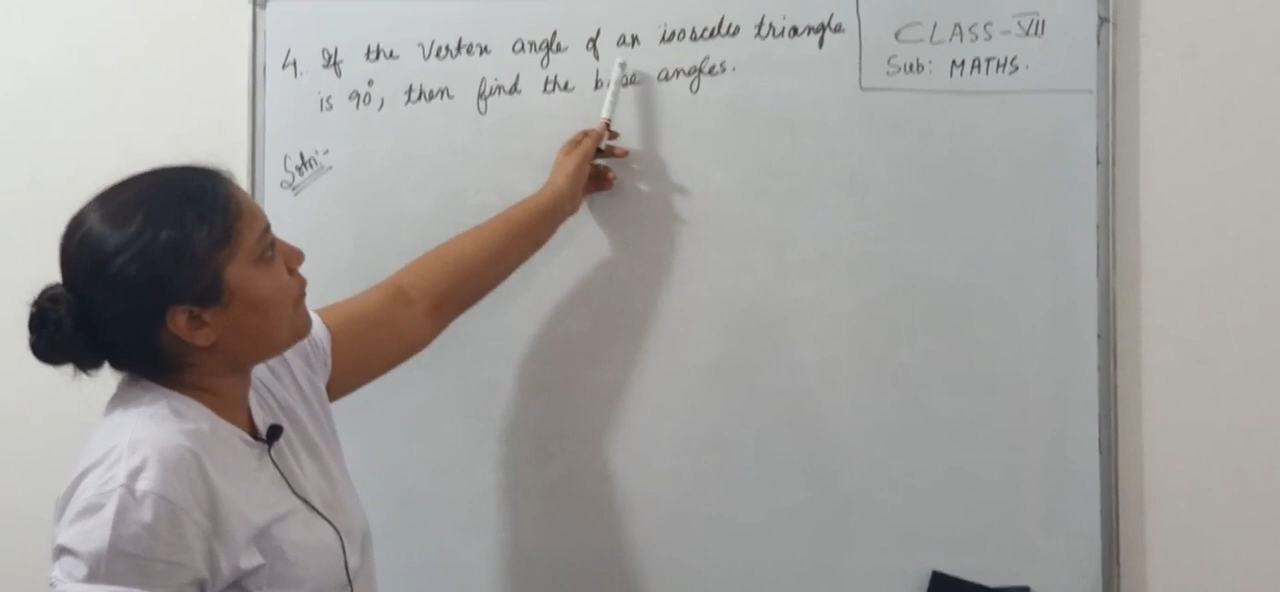 4. If the Vertex angle of an isosceles triangle
is 90°, then find the base angles.
Soln:-
CLASS-VII
Sub: MATHS.